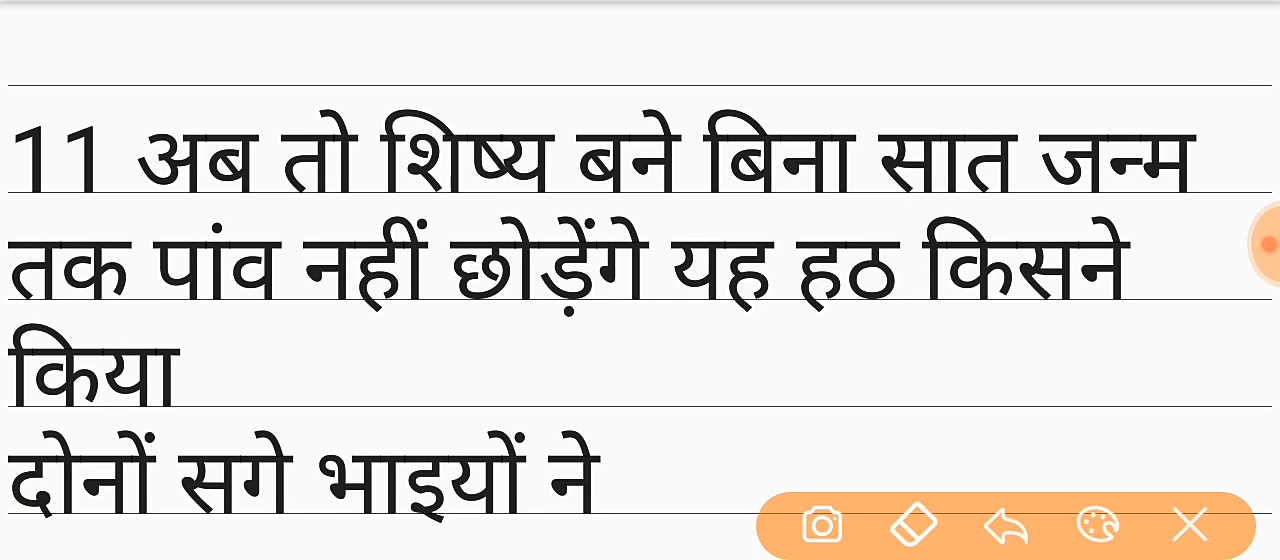 11 अब तो शिष्य बने बिना सात जन्म
तक पांव नहीं छोड़ेंगे यह हठ किसने
किया
दोनों सगे भाइयों ने